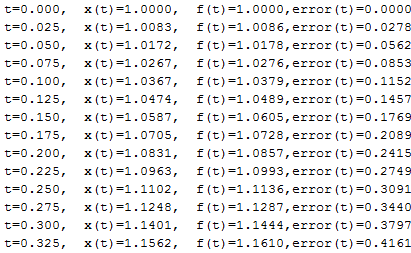 t=0.000,  x(t)=1.0000,  f(t)=1.0000,error(t)=0.0000
t=0.025,  x(t)=1.0083,  f(t)=1.0086,error(t)=0.0278
t=0.050,  x(t)=1.0172,  f(t)=1.0178,error(t)=0.0562
t=0.075,  x(t)=1.0267,  f(t)=1.0276,error(t)=0.0853
t=0.100,  x(t)=1.0367,  f(t)=1.0379,error(t)=0.1152
t=0.125,  x(t)=1.0474,  f(t)=1.0489,error(t)=0.1457
t=0.150,  x(t)=1.0587,  f(t)=1.0605,error(t)=0.1769
t=0.175,  x(t)=1.0705,  f(t)=1.0728,error(t)=0.2089
t=0.200,  x(t)=1.0831,  f(t)=1.0857,error(t)=0.2415
t=0.225,  x(t)=1.0963,  f(t)=1.0993,error(t)=0.2749
t=0.250,  x(t)=1.1102,  f(t)=1.1136,error(t)=0.3091
t=0.275,  x(t)=1.1248,  f(t)=1.1287,error(t)=0.3440
t=0.300,  x(t)=1.1401,  f(t)=1.1444,error(t)=0.3797
t=0.325,  x(t)=1.1562,  f(t)=1.1610,error(t)=0.4161